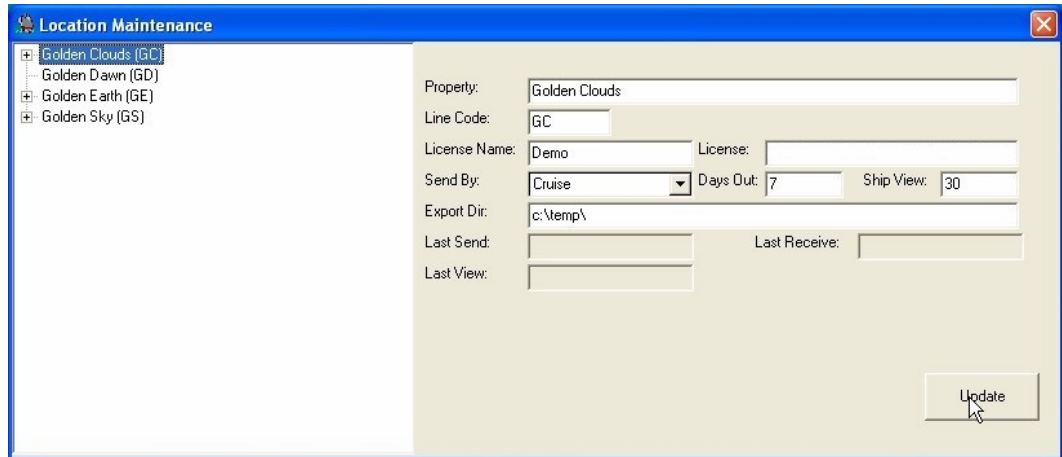 Location Maintenance
Golden Clouds (GC)
Golden Dawn (GD)
Golden Earth (GE)
Golden Sky (GS)
Property: Golden Clouds
Line Code: GC
License Name: Demo License:
Send By: Cruise Days Out: 7 Ship View: 30
Export Dir: c:\temp\
Last Send: Last Receive:
Last View:
Update